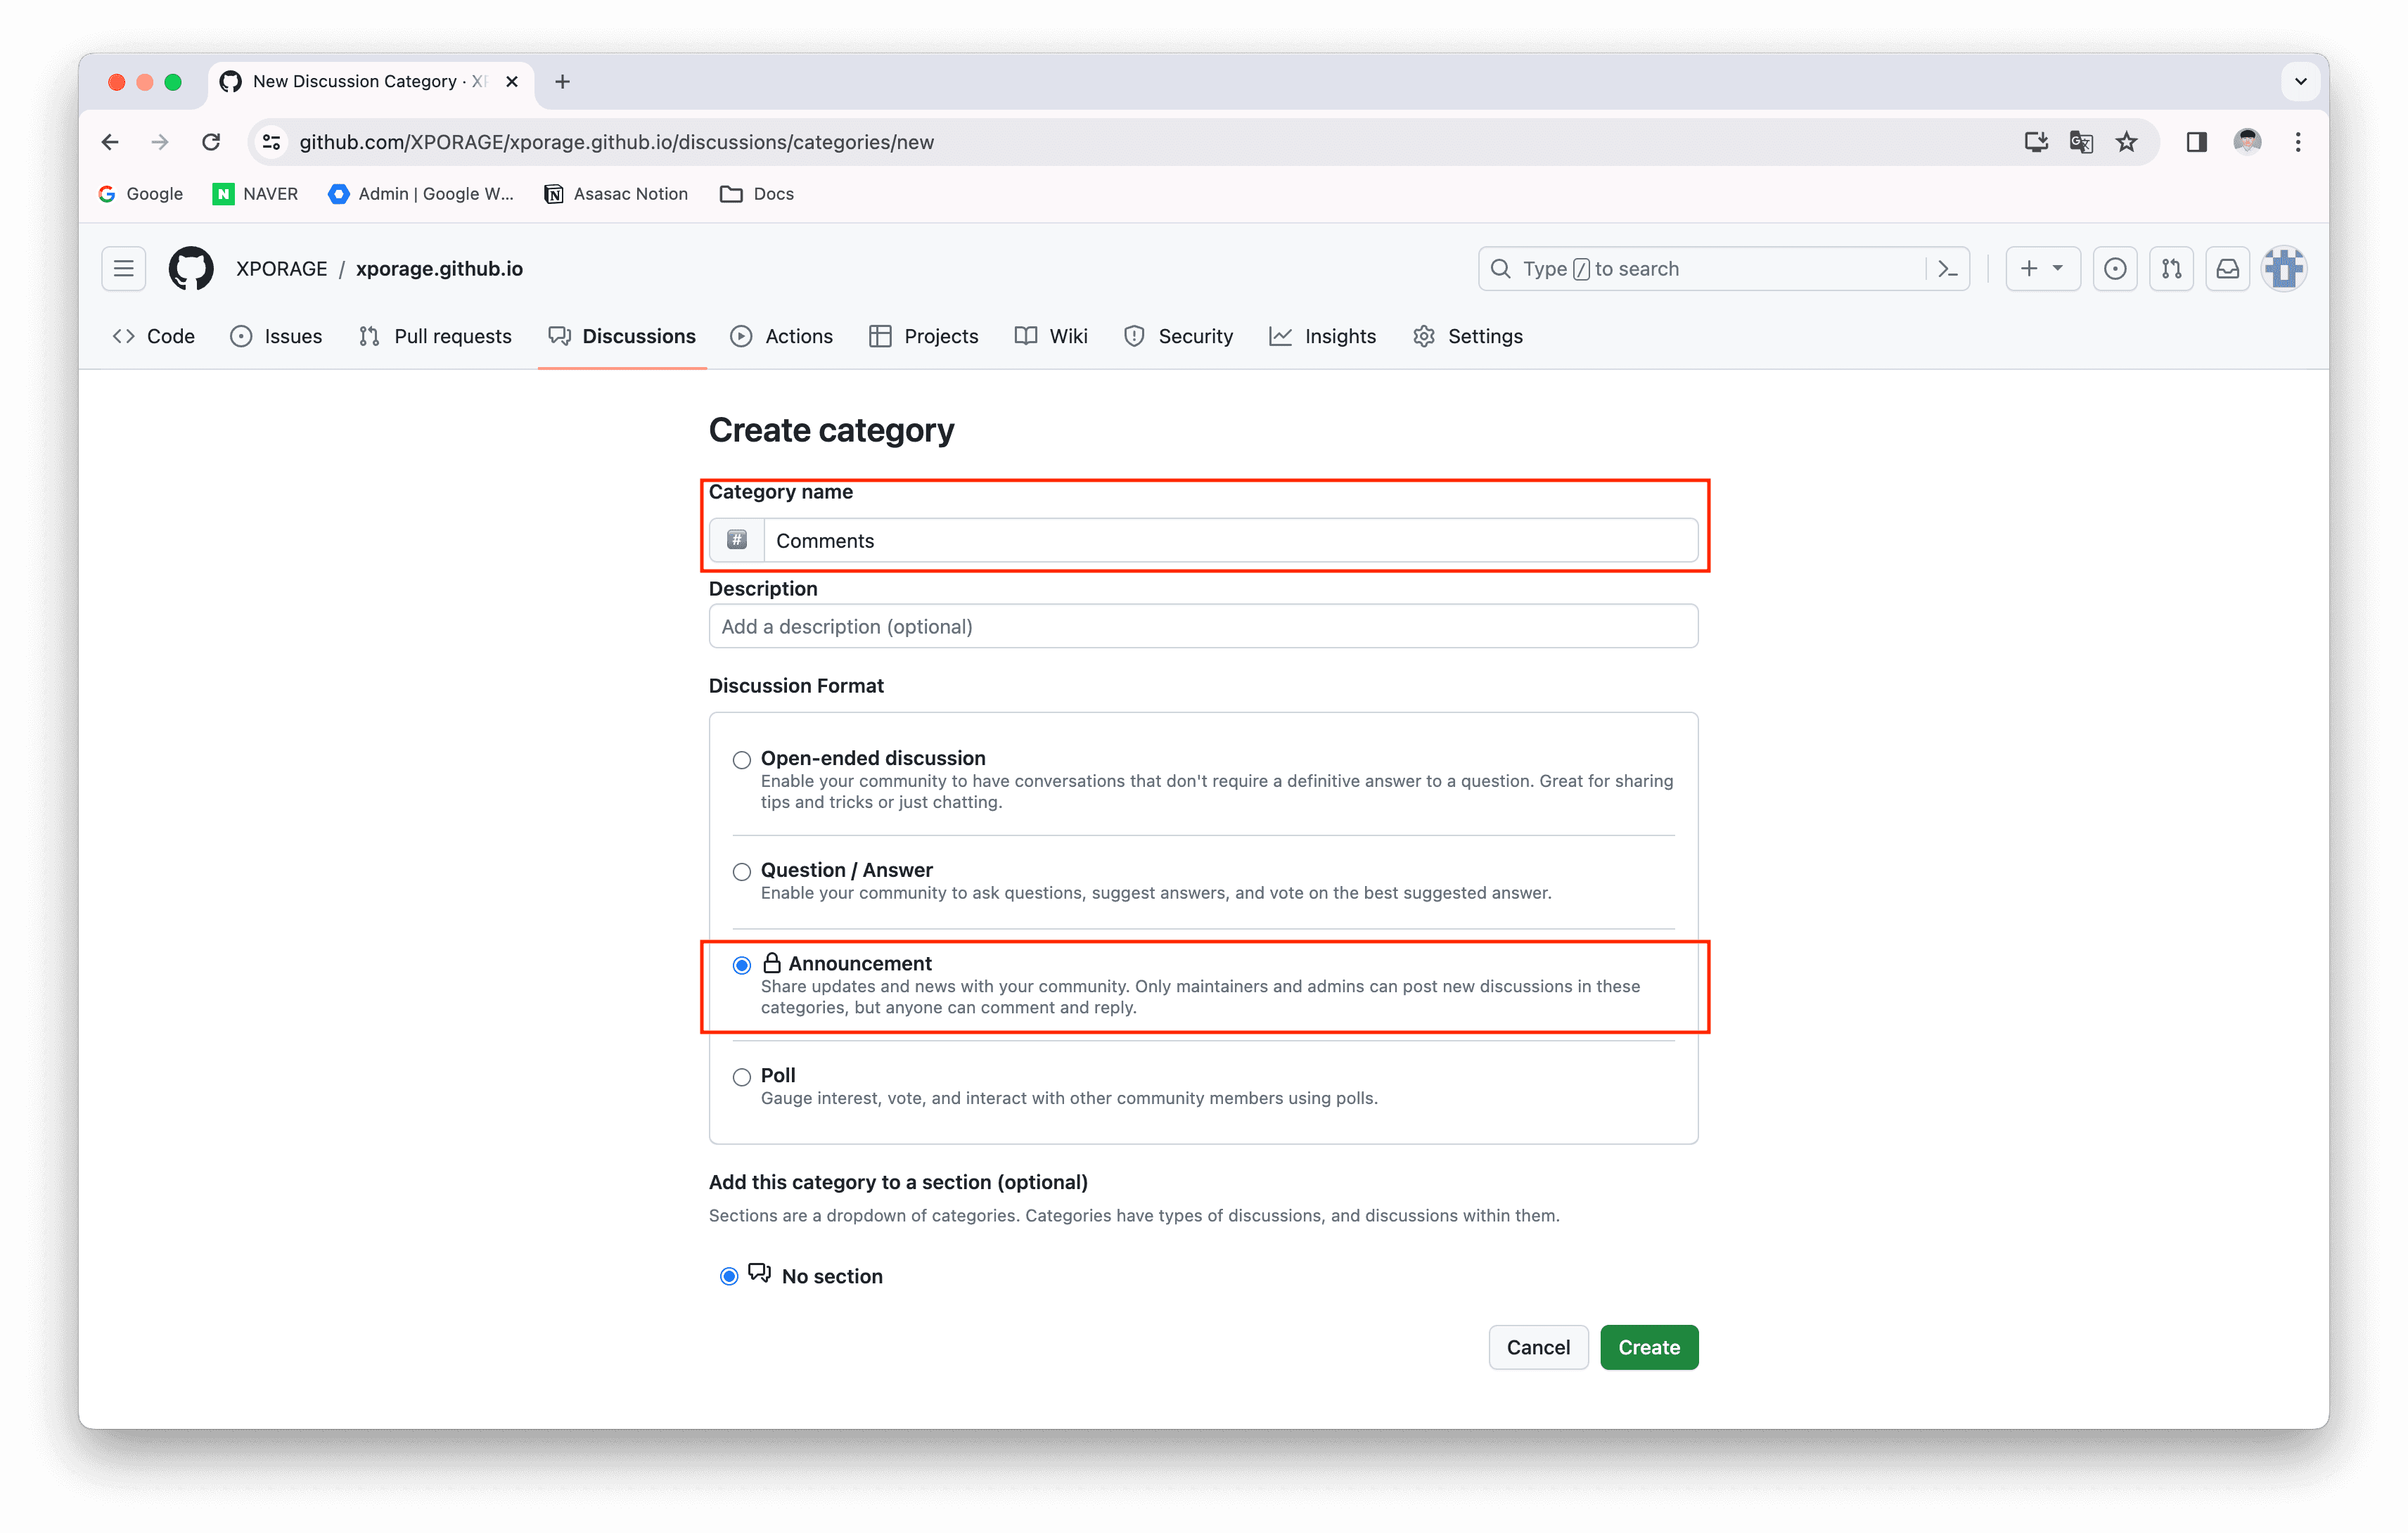 New Discussion Category · XP
github.com/XPORAGE/xporage.github.io/discussions/categories/new
Google NAVER Admin | Google W... Asasac Notion Docs
XPORAGE / xporage.github.io
Type / to search
Code Issues Pull requests Discussions Actions Projects Wiki Security Insights Settings
Create category
Category name
# Comments
Description
Add a description (optional)
Discussion Format
Open-ended discussion
Enable your community to have conversations that don't require a definitive answer to a question. Great for sharing
tips and tricks or just chatting.
Question / Answer
Enable your community to ask questions, suggest answers, and vote on the best suggested answer.
Announcement
Share updates and news with your community. Only maintainers and admins can post new discussions in these
categories, but anyone can comment and reply.
Poll
Gauge interest, vote, and interact with other community members using polls.
Add this category to a section (optional)
Sections are a dropdown of categories. Categories have types of discussions, and discussions within them.
No section
Cancel Create